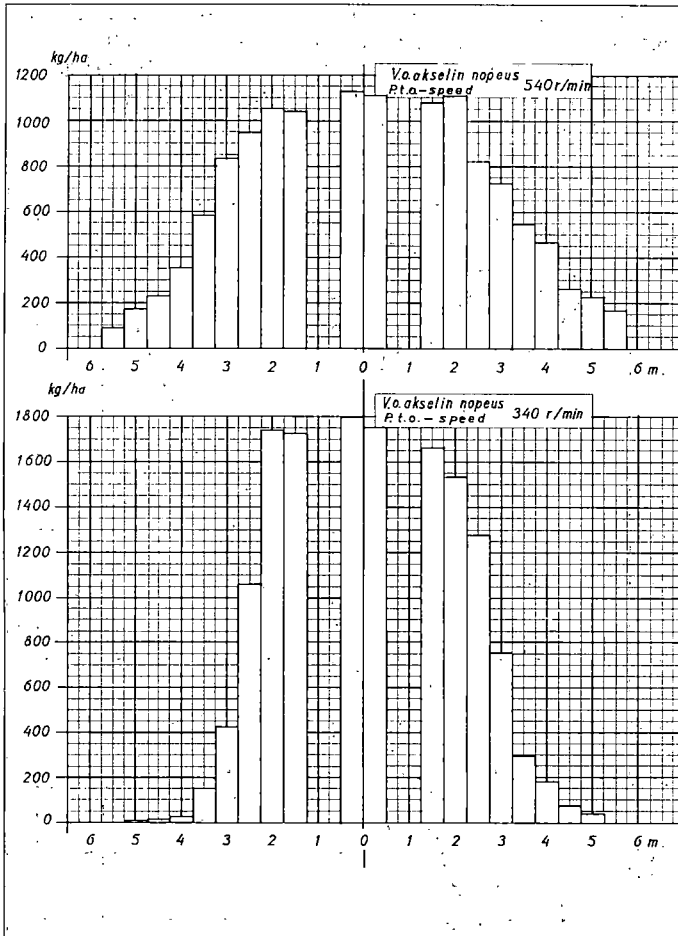 kg/ha
V.o. akselin nopeus
P.t.o.-speed 540 r/min
1200
1000
800
600
400
200
0
6 5 4 3 2 1 0 1 2 3 4 5 6 m.
kg/ha
V.o. akselin nopeus
P.t.o.-speed 340 r/min
1800
1600
1400
1200
1000
800
600
400
200
0
6 5 4 3 2 1 0 1 2 3 4 5 6 m.